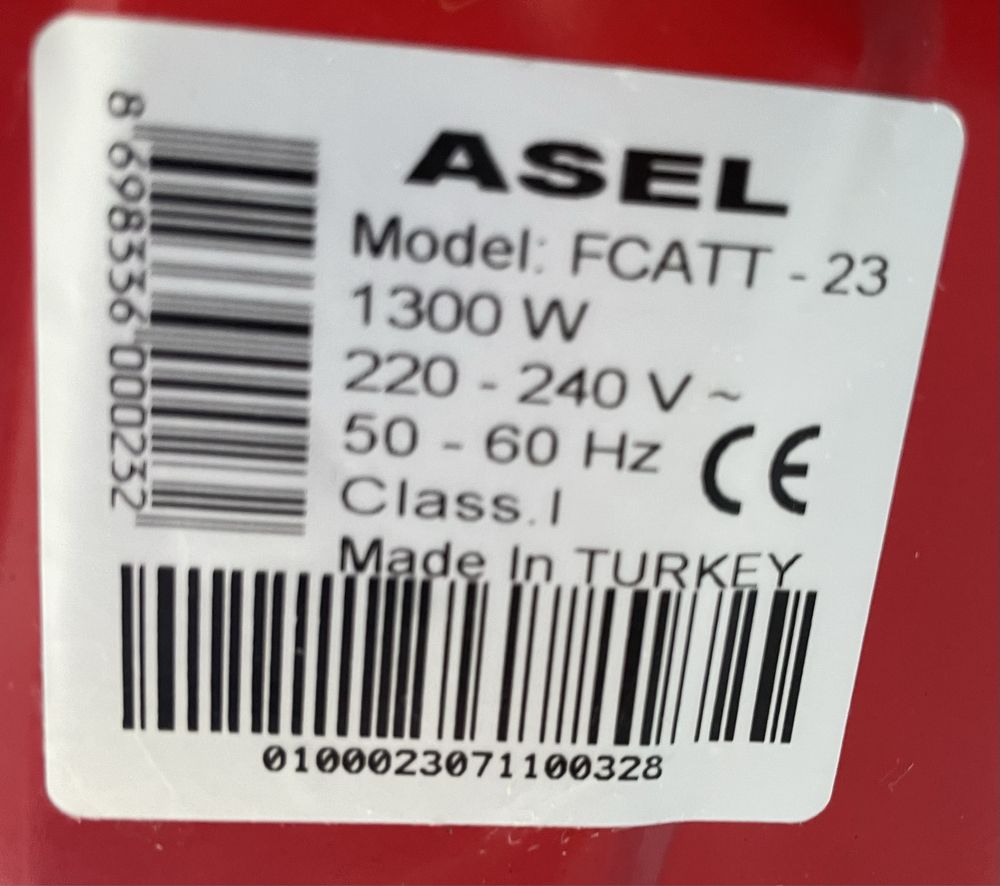 ASEL
Model: FCATT - 23
1300 W
220 - 240 V ~
50 - 60 Hz
CE
Class. I
Made In TURKEY
8 698336 000232
0100023071100328